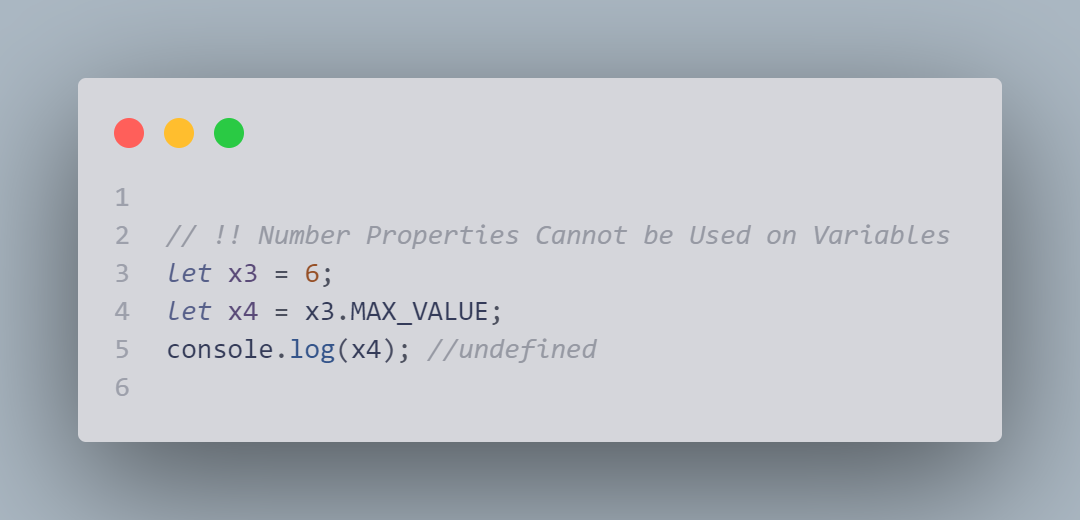 1
2 // !! Number Properties Cannot be Used on Variables
3 let x3 = 6;
4 let x4 = x3.MAX_VALUE;
5 console.log(x4); //undefined
6